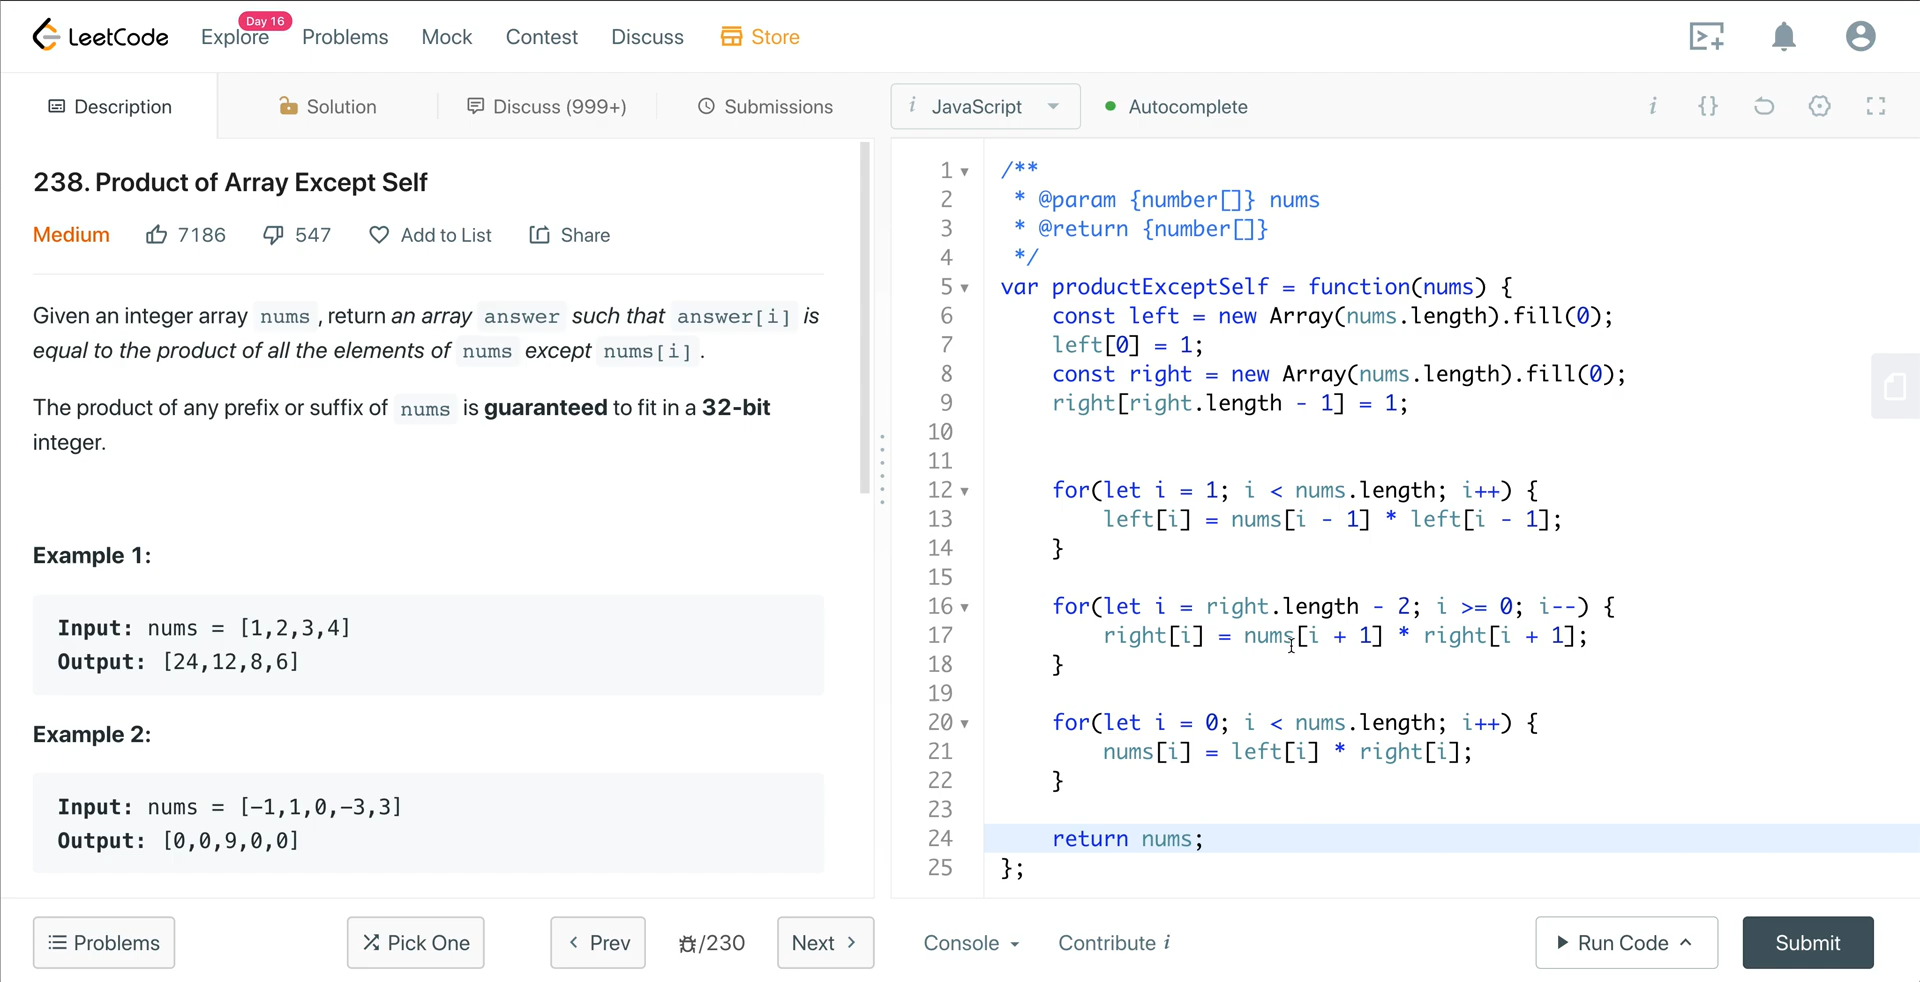 LeetCode
Explore
Day 16
Problems
Mock
Contest
Discuss
Store
Description
Solution
Discuss (999+)
Submissions
238. Product of Array Except Self
Medium
7186
547
Add to List
Share
Given an integer array nums, return an array answer such that answer[i] is
equal to the product of all the elements of nums except nums[i].
The product of any prefix or suffix of nums is guaranteed to fit in a 32-bit
integer.
Example 1:
Input: nums = [1,2,3,4]
Output: [24,12,8,6]
Example 2:
Input: nums = [-1,1,0,-3,3]
Output: [0,0,9,0,0]
Problems
Pick One
< Prev
/230
Next >
i JavaScript
Autocomplete
i {}
1 /**
2  * @param {number[]} nums
3  * @return {number[]}
4  */
5 var productExceptSelf = function(nums) {
6     const left = new Array(nums.length).fill(0);
7     left[0] = 1;
8     const right = new Array(nums.length).fill(0);
9     right[right.length - 1] = 1;
10
11
12     for(let i = 1; i < nums.length; i++) {
13         left[i] = nums[i - 1] * left[i - 1];
14     }
15
16     for(let i = right.length - 2; i >= 0; i--) {
17         right[i] = nums[i + 1] * right[i + 1];
18     }
19
20     for(let i = 0; i < nums.length; i++) {
21         nums[i] = left[i] * right[i];
22     }
23
24     return nums;
25 };
Console
Contribute i
Run Code
Submit